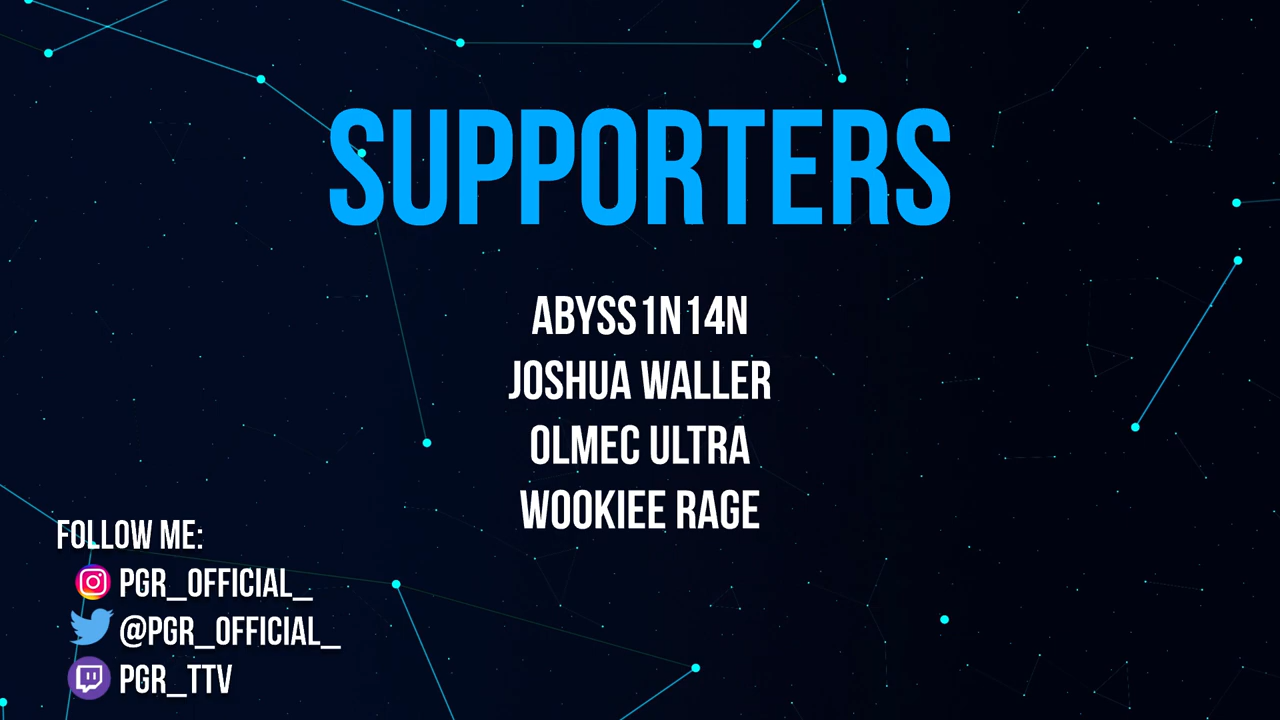 SUPPORTERS
ABYSS1N14N
JOSHUA WALLER
OLMEC ULTRA
WOOKIEE RAGE
FOLLOW ME:
PGR_OFFICIAL_
@PGR_OFFICIAL_
PGR_TTV